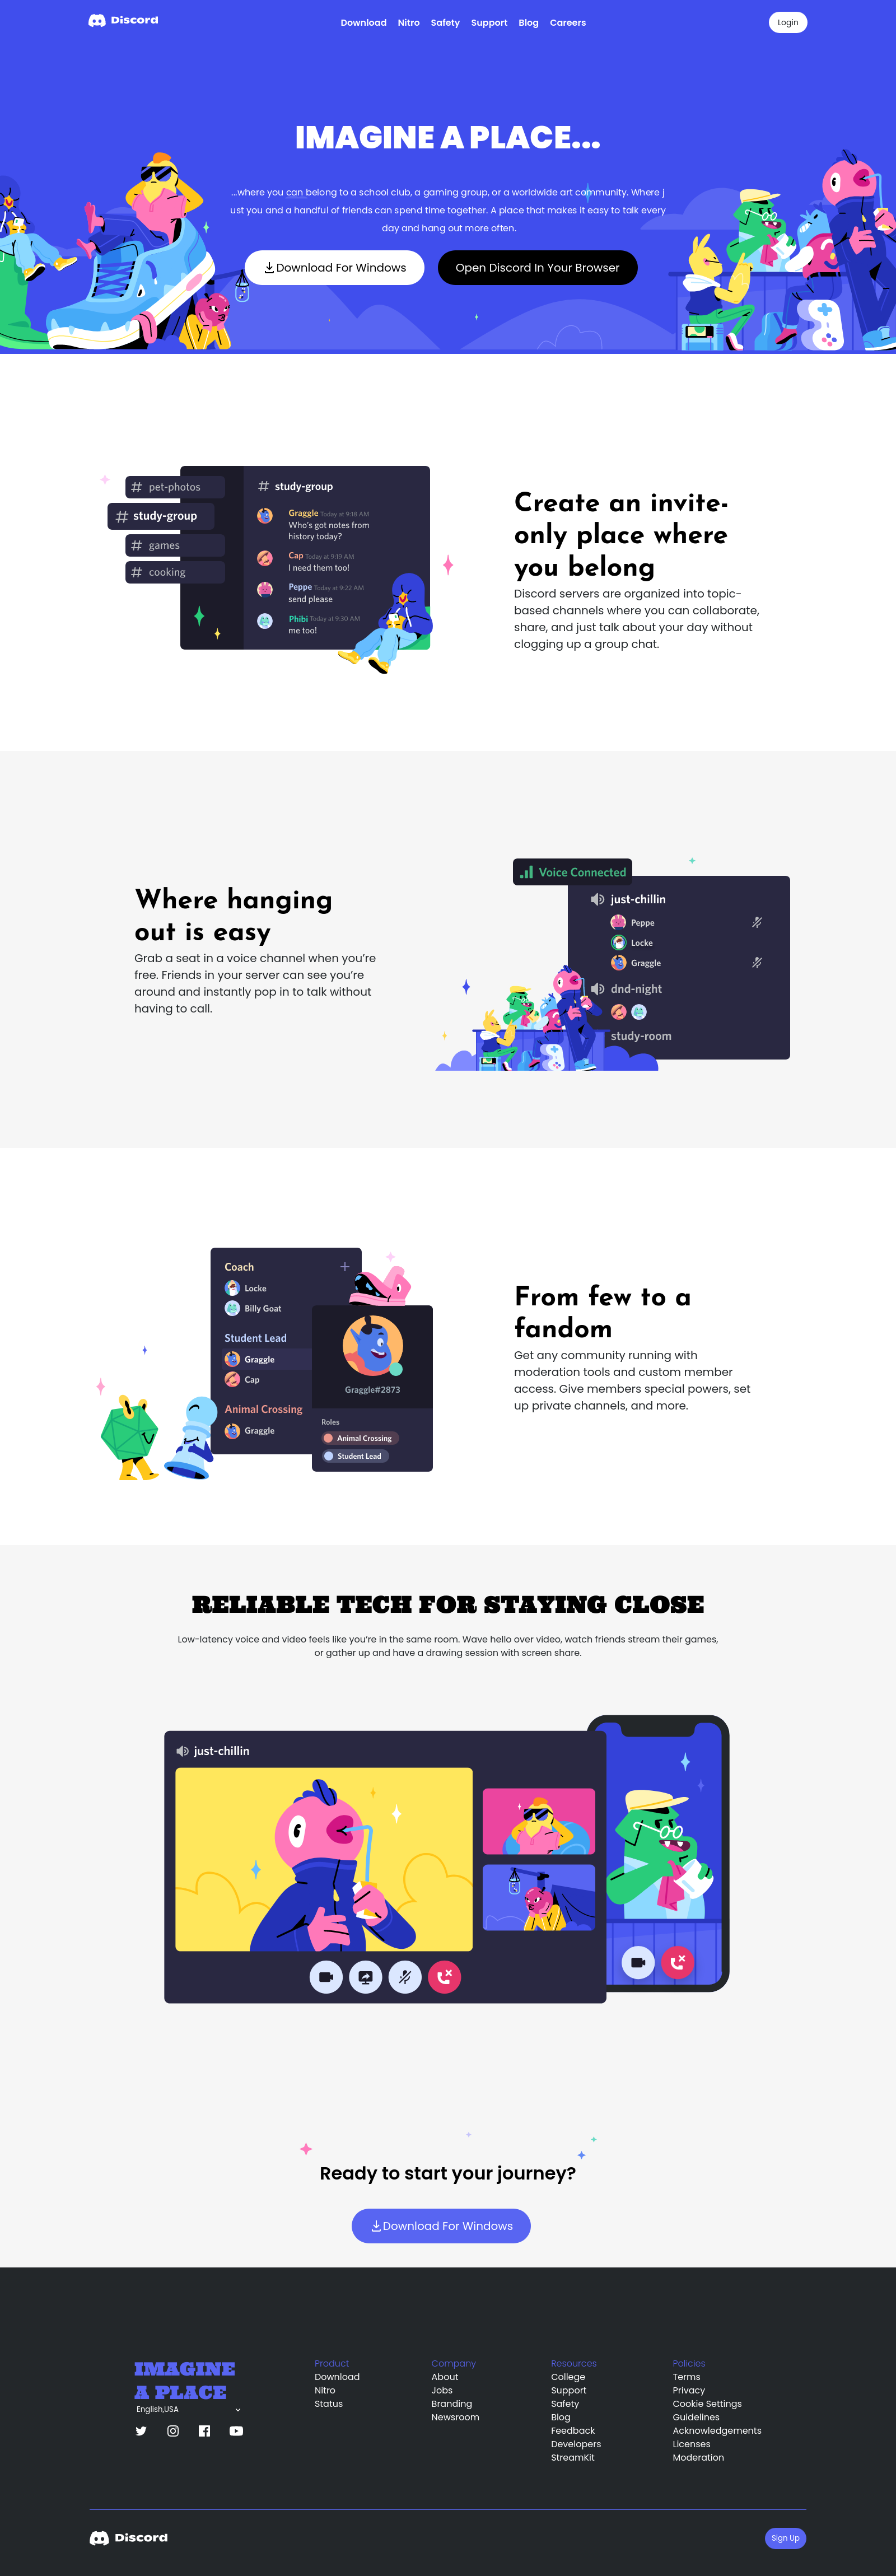 Discord
Download Nitro Safety Support Blog Careers
Login
IMAGINE A PLACE...
...where you can belong to a school club, a gaming group, or a worldwide art community. Where j
ust you and a handful of friends can spend time together. A place that makes it easy to talk every
day and hang out more often.
Download For Windows
Open Discord In Your Browser
# pet-photos
# study-group
# games
# cooking
# study-group
Graggle Today at 9:18 AM
Who's got notes from
history today?
Cap Today at 9:19 AM
I need them too!
Peppe Today at 9:22 AM
send please
Phibi Today at 9:30 AM
me too!
Create an invite-
only place where
you belong
Discord servers are organized into topic-
based channels where you can collaborate,
share, and just talk about your day without
clogging up a group chat.
Where hanging
out is easy
Grab a seat in a voice channel when you're
free. Friends in your server can see you're
around and instantly pop in to talk without
having to call.
Voice Connected
just-chillin
Peppe
Locke
Graggle
dnd-night
study-room
Coach
Locke
Billy Goat
Student Lead
Graggle
Cap
Animal Crossing
Graggle
Graggle#2873
Roles
Animal Crossing
Student Lead
From few to a
fandom
Get any community running with
moderation tools and custom member
access. Give members special powers, set
up private channels, and more.
RELIABLE TECH FOR STAYING CLOSE
Low-latency voice and video feels like you're in the same room. Wave hello over video, watch friends stream their games,
or gather up and have a drawing session with screen share.
just-chillin
Ready to start your journey?
Download For Windows
IMAGINE
A PLACE
English,USA
Product
Download
Nitro
Status
Company
About
Jobs
Branding
Newsroom
Resources
College
Support
Safety
Blog
Feedback
Developers
StreamKit
Policies
Terms
Privacy
Cookie Settings
Guidelines
Acknowledgements
Licenses
Moderation
Discord
Sign Up